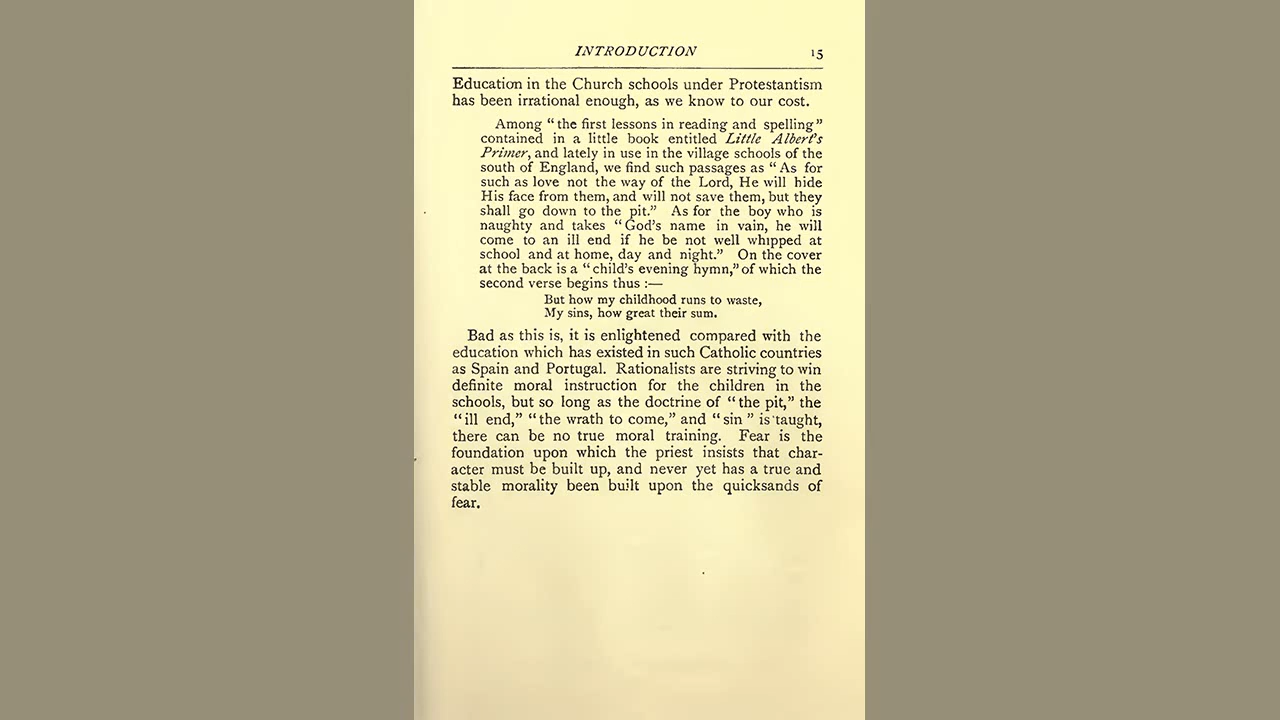 INTRODUCTION 15
Education in the Church schools under Protestantism
has been irrational enough, as we know to our cost.
Among “the first lessons in reading and spelling”
contained in a little book entitled Little Albert's
Primer, and lately in use in the village schools of the
south of England, we find such passages as “As for
such as love not the way of the Lord, He will hide
His face from them, and will not save them, but they
shall go down to the pit.” As for the boy who is
naughty and takes “God's name in vain, he will
come to an ill end if he be not well whipped at
school and at home, day and night.” On the cover
at the back is a “child's evening hymn,” of which the
second verse begins thus :—
But how my childhood runs to waste,
My sins, how great their sum.
Bad as this is, it is enlightened compared with the
education which has existed in such Catholic countries
as Spain and Portugal. Rationalists are striving to win
definite moral instruction for the children in the
schools, but so long as the doctrine of “the pit,” the
“ill end,” “the wrath to come,” and “sin” is taught,
there can be no true moral training. Fear is the
foundation upon which the priest insists that char-
acter must be built up, and never yet has a true and
stable morality been built upon the quicksands of
fear.